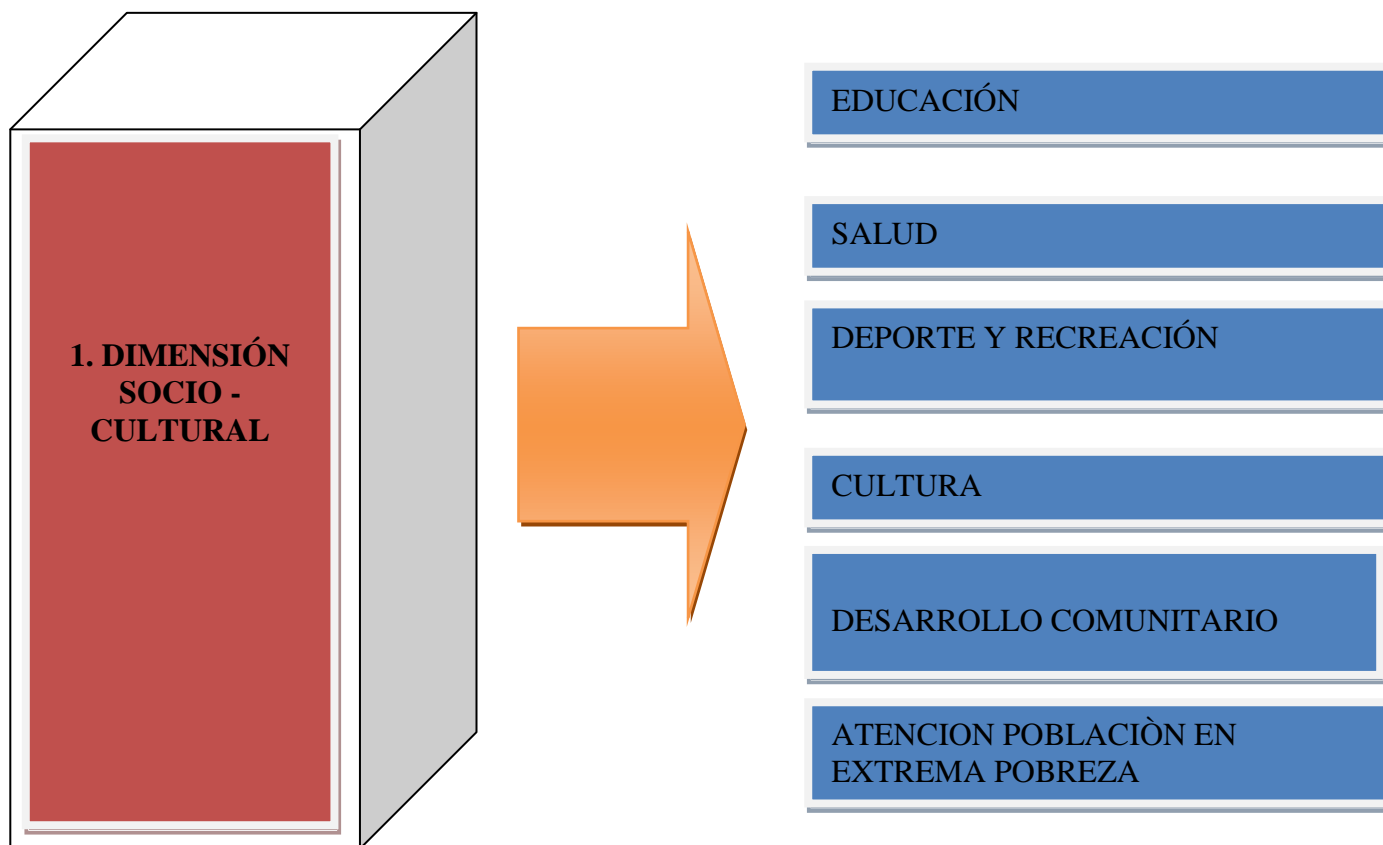 1. DIMENSIÓN
SOCIO -
CULTURAL
EDUCACIÓN
SALUD
DEPORTE Y RECREACIÓN
CULTURA
DESARROLLO COMUNITARIO
ATENCION POBLACIÒN EN
EXTREMA POBREZA